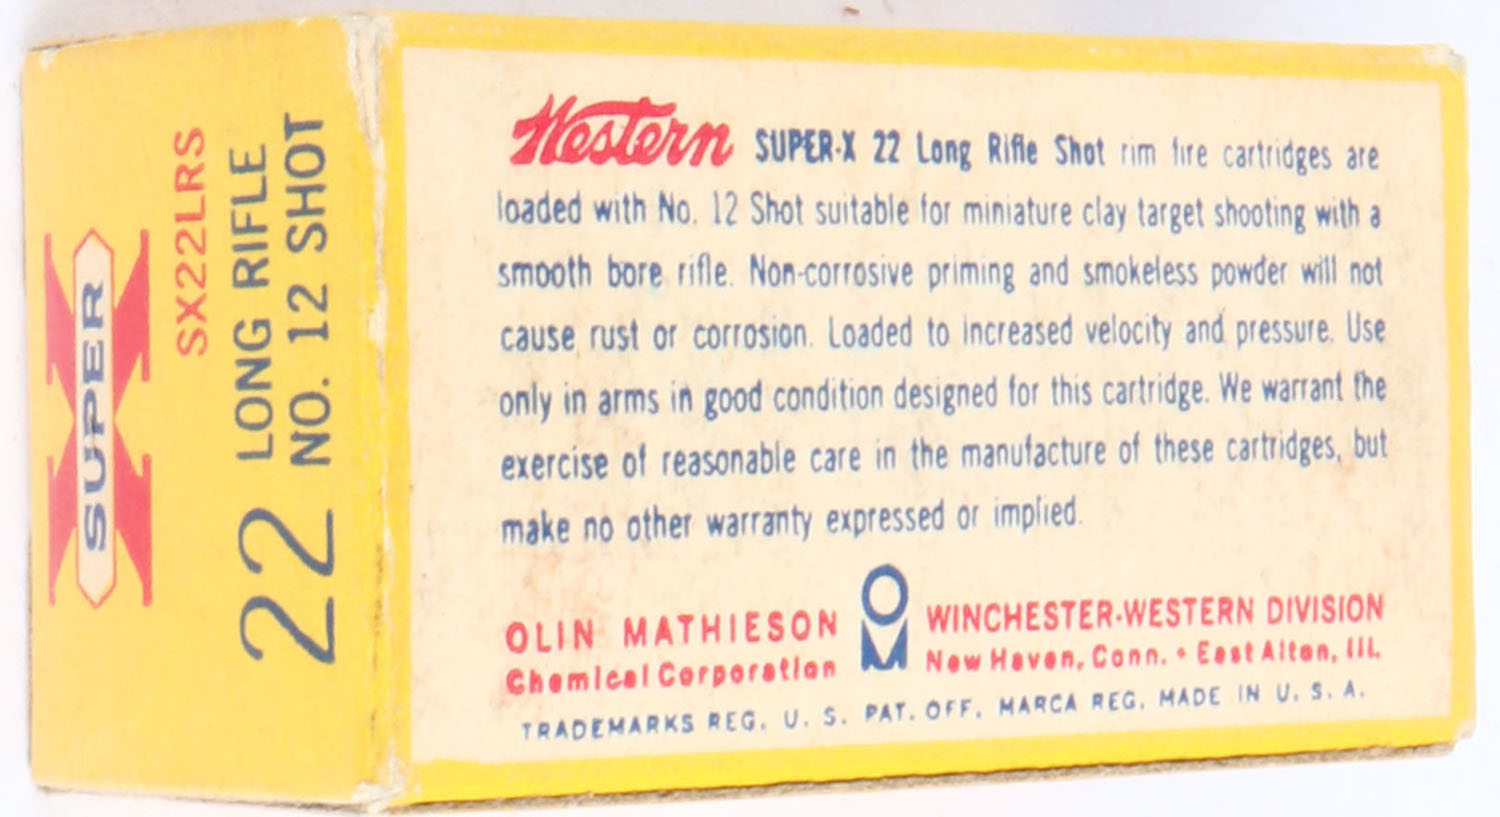 SUPER X
SX22LRS
22 LONG RIFLE
NO. 12 SHOT
Western SUPER-X 22 Long Rifle Shot rim fire cartridges are
loaded with No. 12 Shot suitable for miniature clay target shooting with a
smooth bore rifle. Non-corrosive priming and smokeless powder will not
cause rust or corrosion. Loaded to increased velocity and pressure. Use
only in arms in good condition designed for this cartridge. We warrant the
exercise of reasonable care in the manufacture of these cartridges, but
make no other warranty expressed or implied.
OLIN MATHIESON
Chemical Corporation
OM
WINCHESTER-WESTERN DIVISION
New Haven, Conn. • East Alton, Ill.
TRADEMARKS REG. U. S. PAT. OFF. MARCA REG. MADE IN U. S. A.